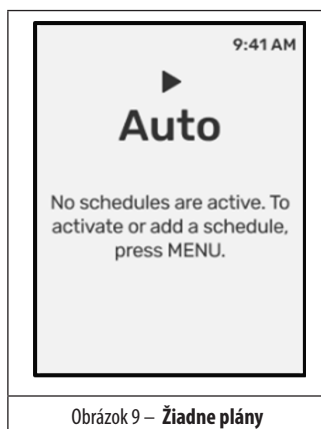 9:41 AM
Auto
No schedules are active. To
activate or add a schedule,
press MENU.
Obrázok 9 – Žiadne plány